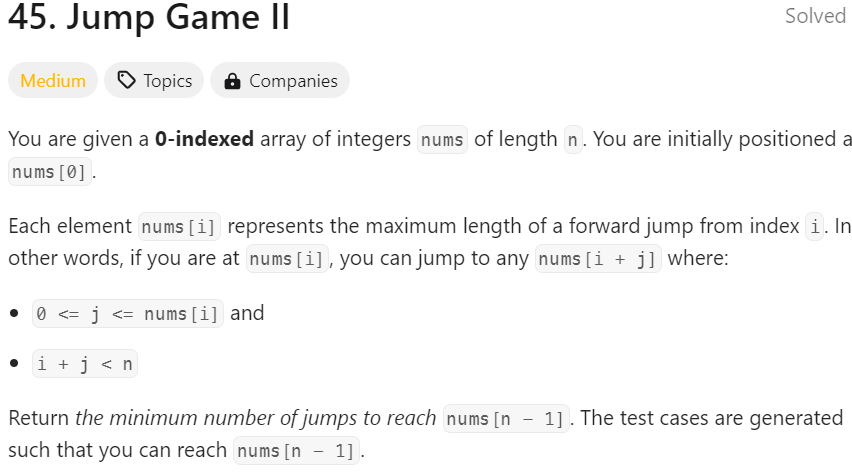 45. Jump Game II
Solved
Medium
Topics
Companies
You are given a 0-indexed array of integers nums of length n. You are initially positioned a
nums[0].
Each element nums[i] represents the maximum length of a forward jump from index i. In
other words, if you are at nums[i], you can jump to any nums[i + j] where:
• 0 <= j <= nums[i] and
• i + j < n
Return the minimum number of jumps to reach nums[n - 1]. The test cases are generated
such that you can reach nums[n - 1].